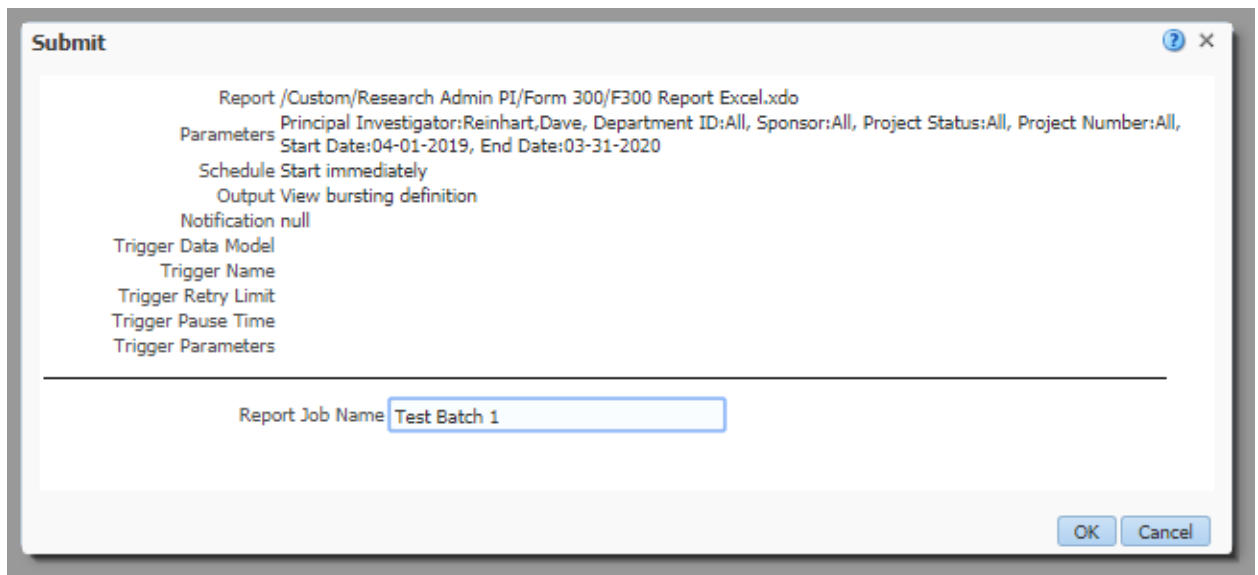 Submit
Report /Custom/Research Admin PI/Form 300/F300 Report Excel.xdo
Parameters Principal Investigator:Reinhart,Dave, Department ID:All, Sponsor:All, Project Status:All, Project Number:All,
Start Date:04-01-2019, End Date:03-31-2020
Schedule Start immediately
Output View bursting definition
Notification null
Trigger Data Model
Trigger Name
Trigger Retry Limit
Trigger Pause Time
Trigger Parameters
Report Job Name Test Batch 1
OK Cancel